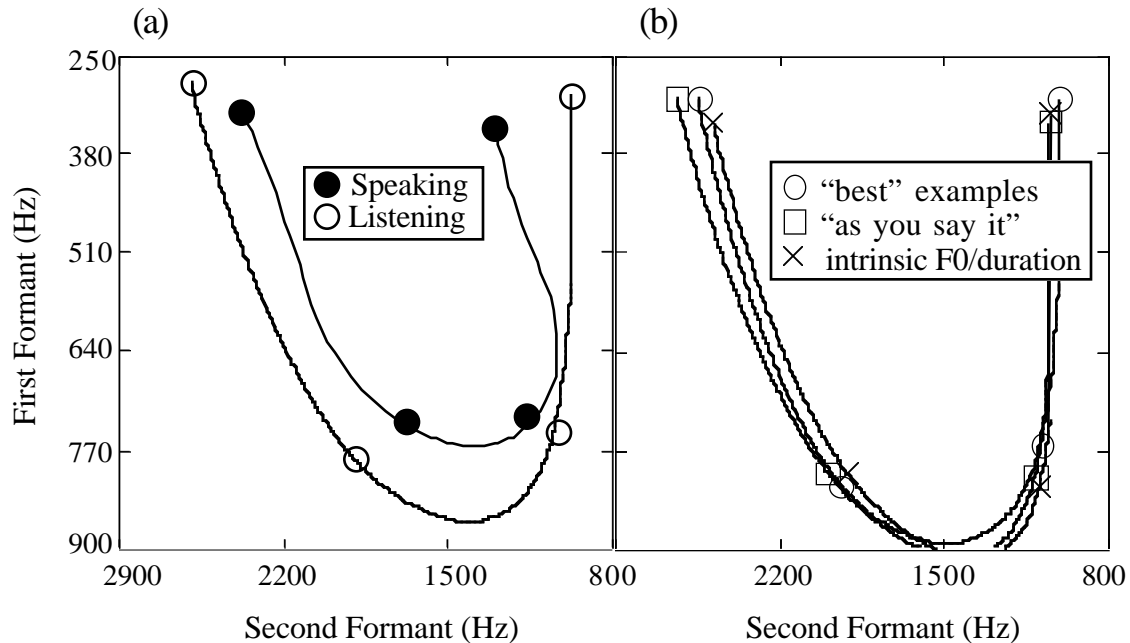 (a)
(b)
First Formant (Hz)
250
380
510
640
770
900
Speaking
Listening
2900
2200
1500
800
Second Formant (Hz)
“best” examples
“as you say it”
intrinsic F0/duration
2200
1500
800
Second Formant (Hz)